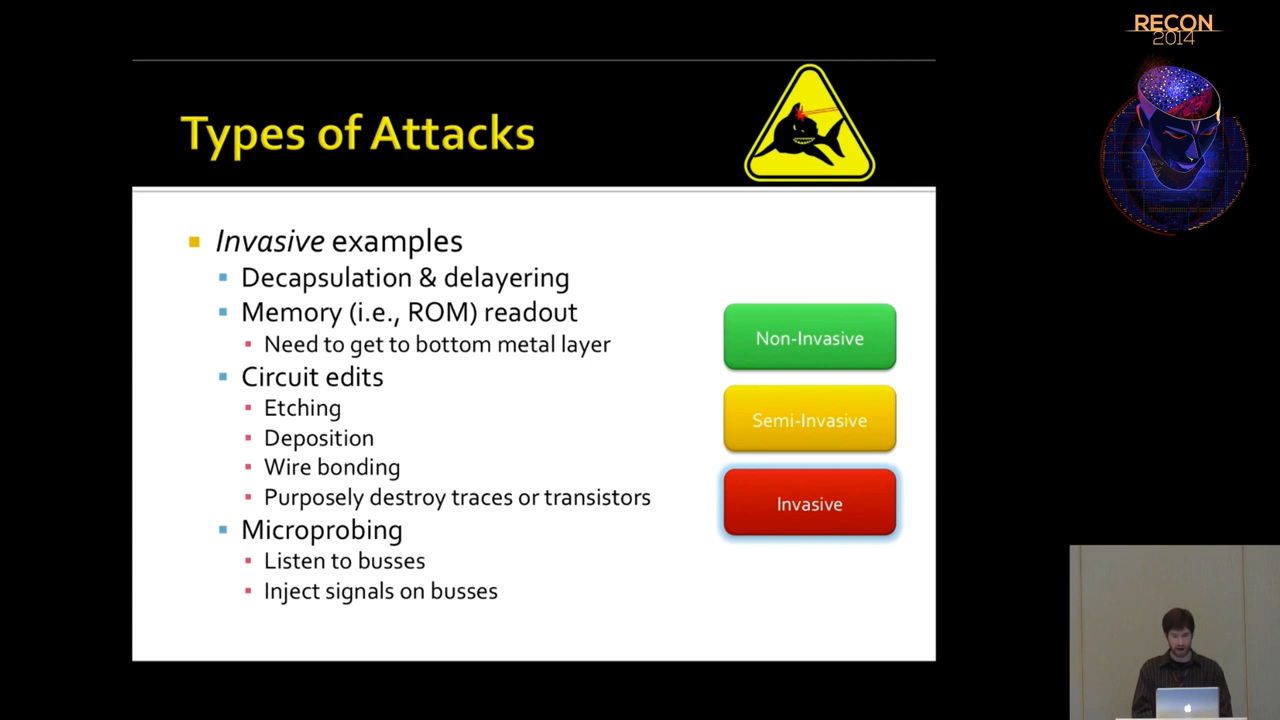 RECON
2014
Types of Attacks
Invasive examples
Decapsulation & delayering
Memory (i.e., ROM) readout
Need to get to bottom metal layer
Circuit edits
Etching
Deposition
Wire bonding
Purposely destroy traces or transistors
Microprobing
Listen to busses
Inject signals on busses
Non-Invasive
Semi-Invasive
Invasive